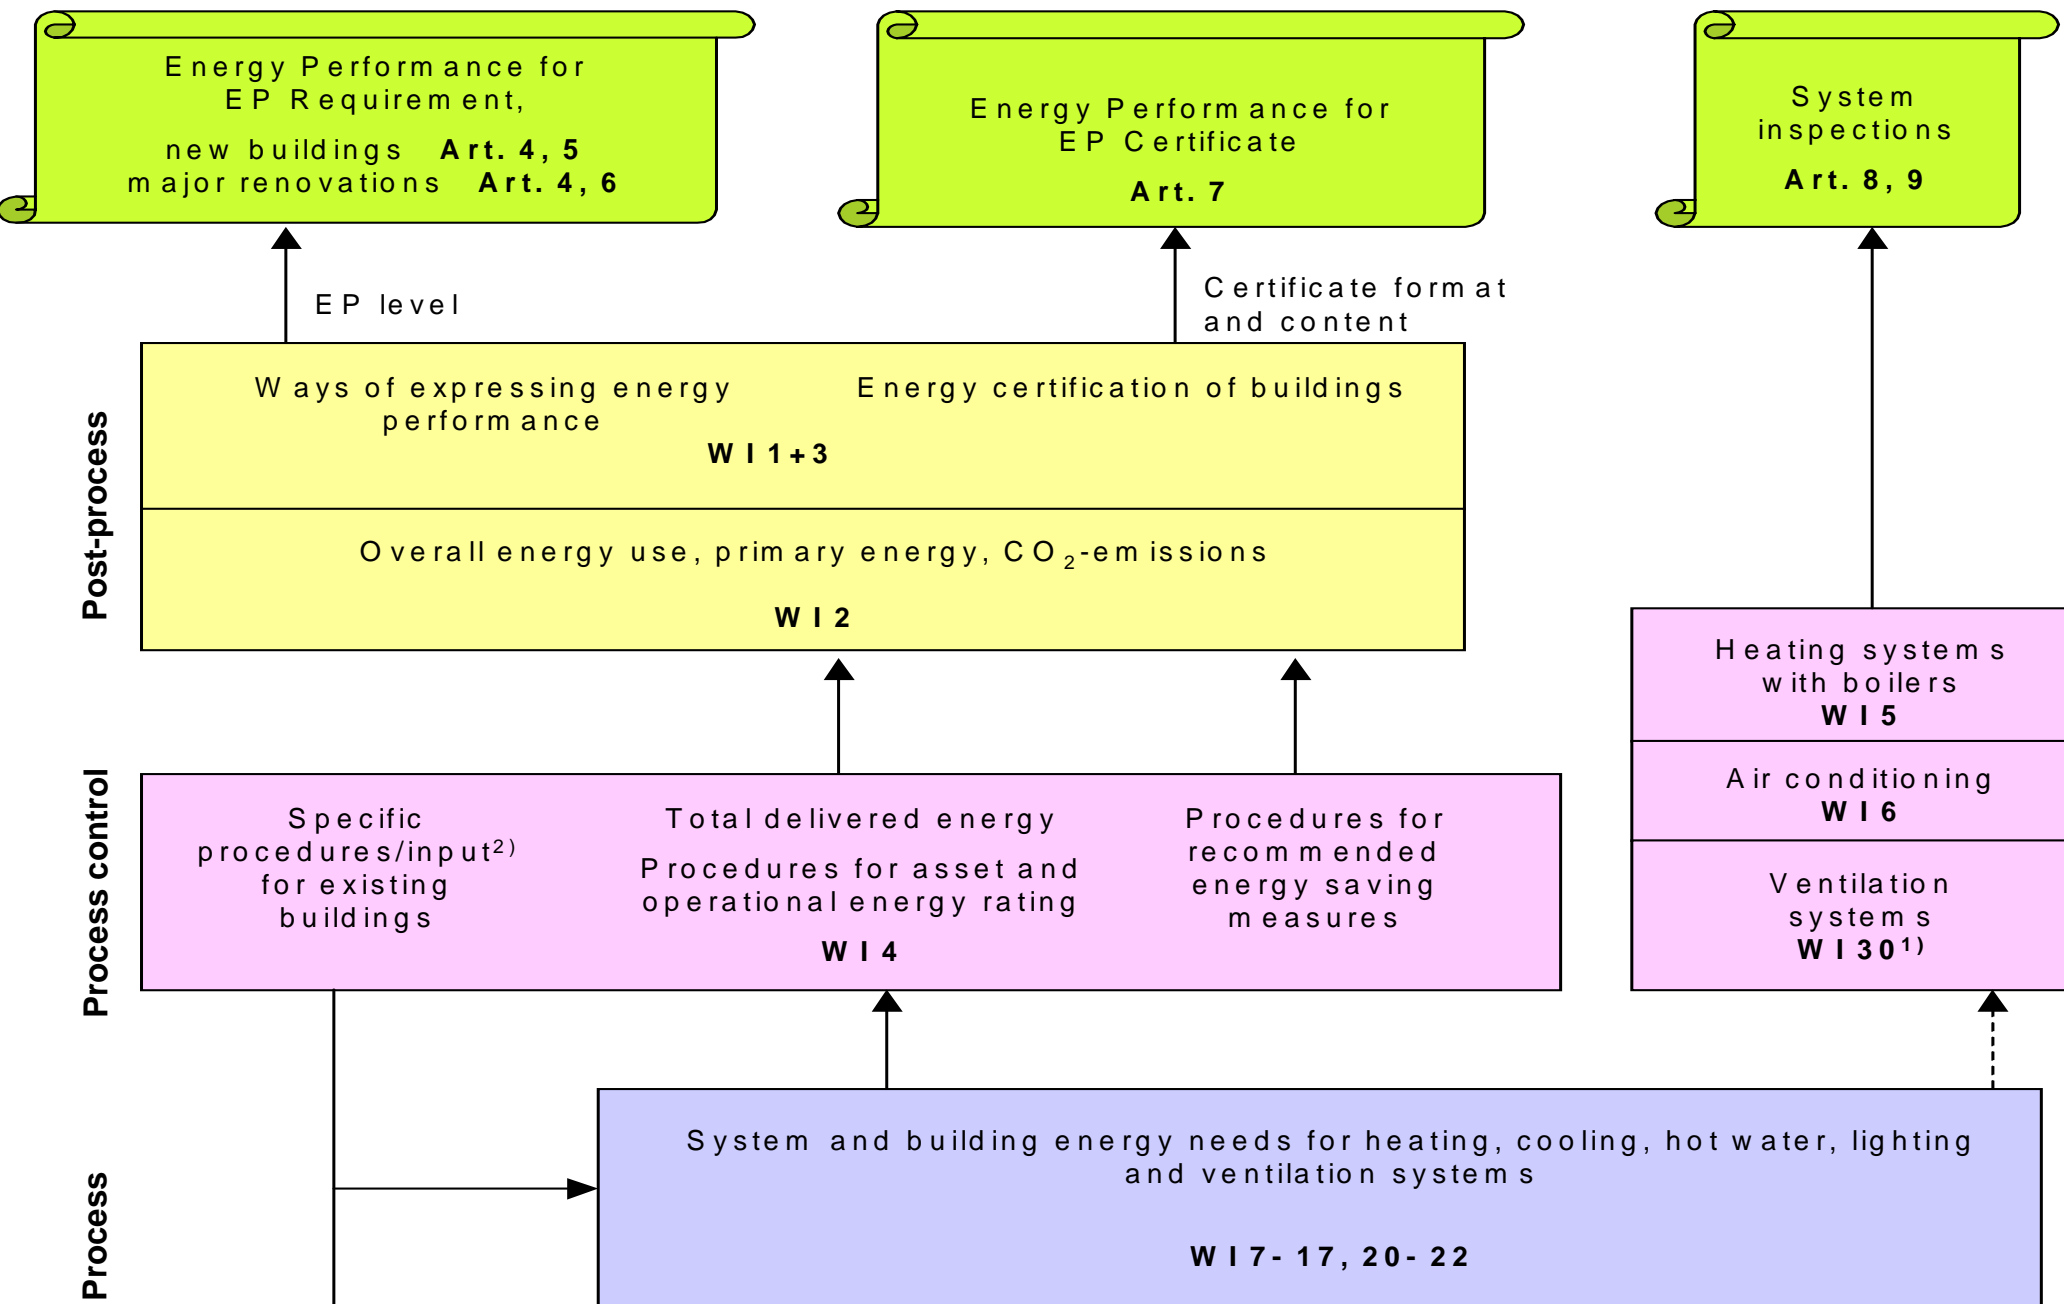 Energy Performance for
EP Requirement,
new buildings Art. 4, 5
major renovations Art. 4, 6
Energy Performance for
EP Certificate
Art. 7
System
inspections
Art. 8, 9
EP level
Certificate format
and content
Post-process
Ways of expressing energy
performance
Energy certification of buildings
WI 1+3
Overall energy use, primary energy, CO₂-emissions
WI 2
Heating systems
with boilers
WI 5
Air conditioning
WI 6
Ventilation
systems
WI 30¹⁾
Process control
Specific
procedures/input²⁾
for existing
buildings
Total delivered energy
Procedures for asset and
operational energy rating
WI 4
Procedures for
recommended
energy saving
measures
Process
System and building energy needs for heating, cooling, hot water, lighting
and ventilation systems
WI 7- 17, 20- 22